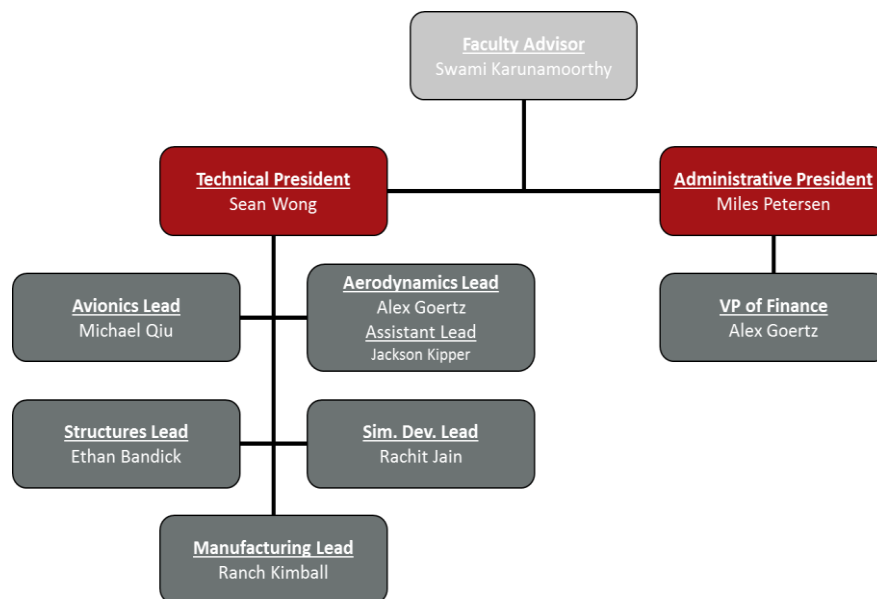 Faculty Advisor
Swami Karunamoorthy
Technical President
Sean Wong
Administrative President
Miles Petersen
Avionics Lead
Michael Qiu
Aerodynamics Lead
Alex Goertz
Assistant Lead
Jackson Kipper
VP of Finance
Alex Goertz
Structures Lead
Ethan Bandick
Sim. Dev. Lead
Rachit Jain
Manufacturing Lead
Ranch Kimball